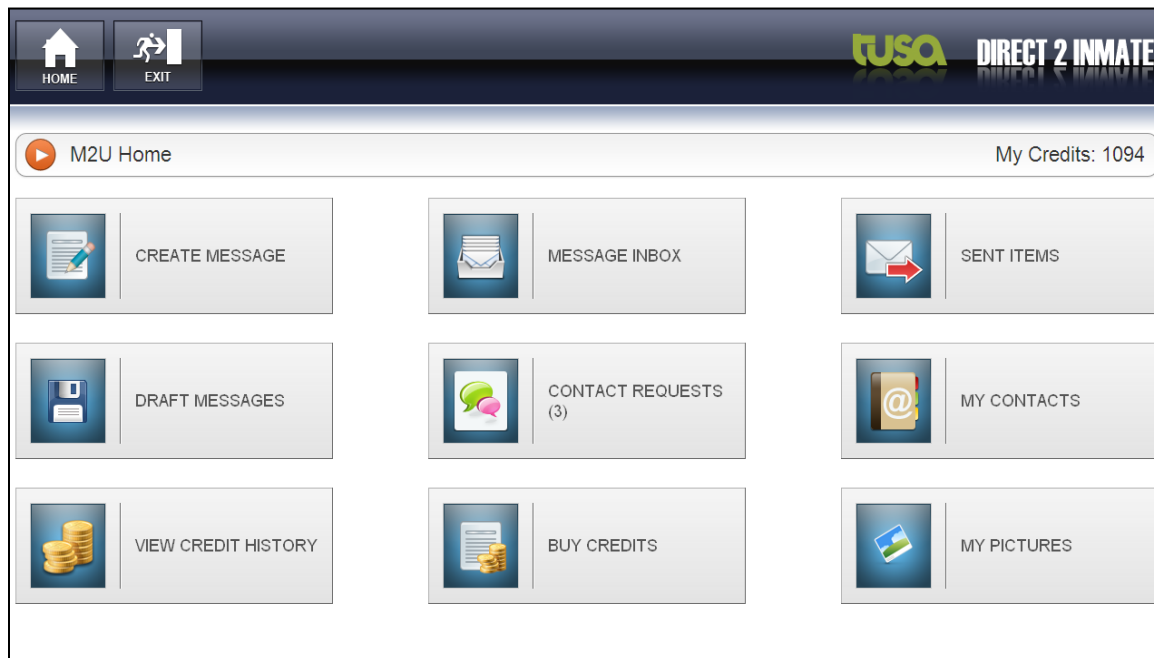 HOME
EXIT
tusa
DIRECT 2 INMATE
M2U Home
My Credits: 1094
CREATE MESSAGE
MESSAGE INBOX
SENT ITEMS
DRAFT MESSAGES
CONTACT REQUESTS
(3)
MY CONTACTS
VIEW CREDIT HISTORY
BUY CREDITS
MY PICTURES